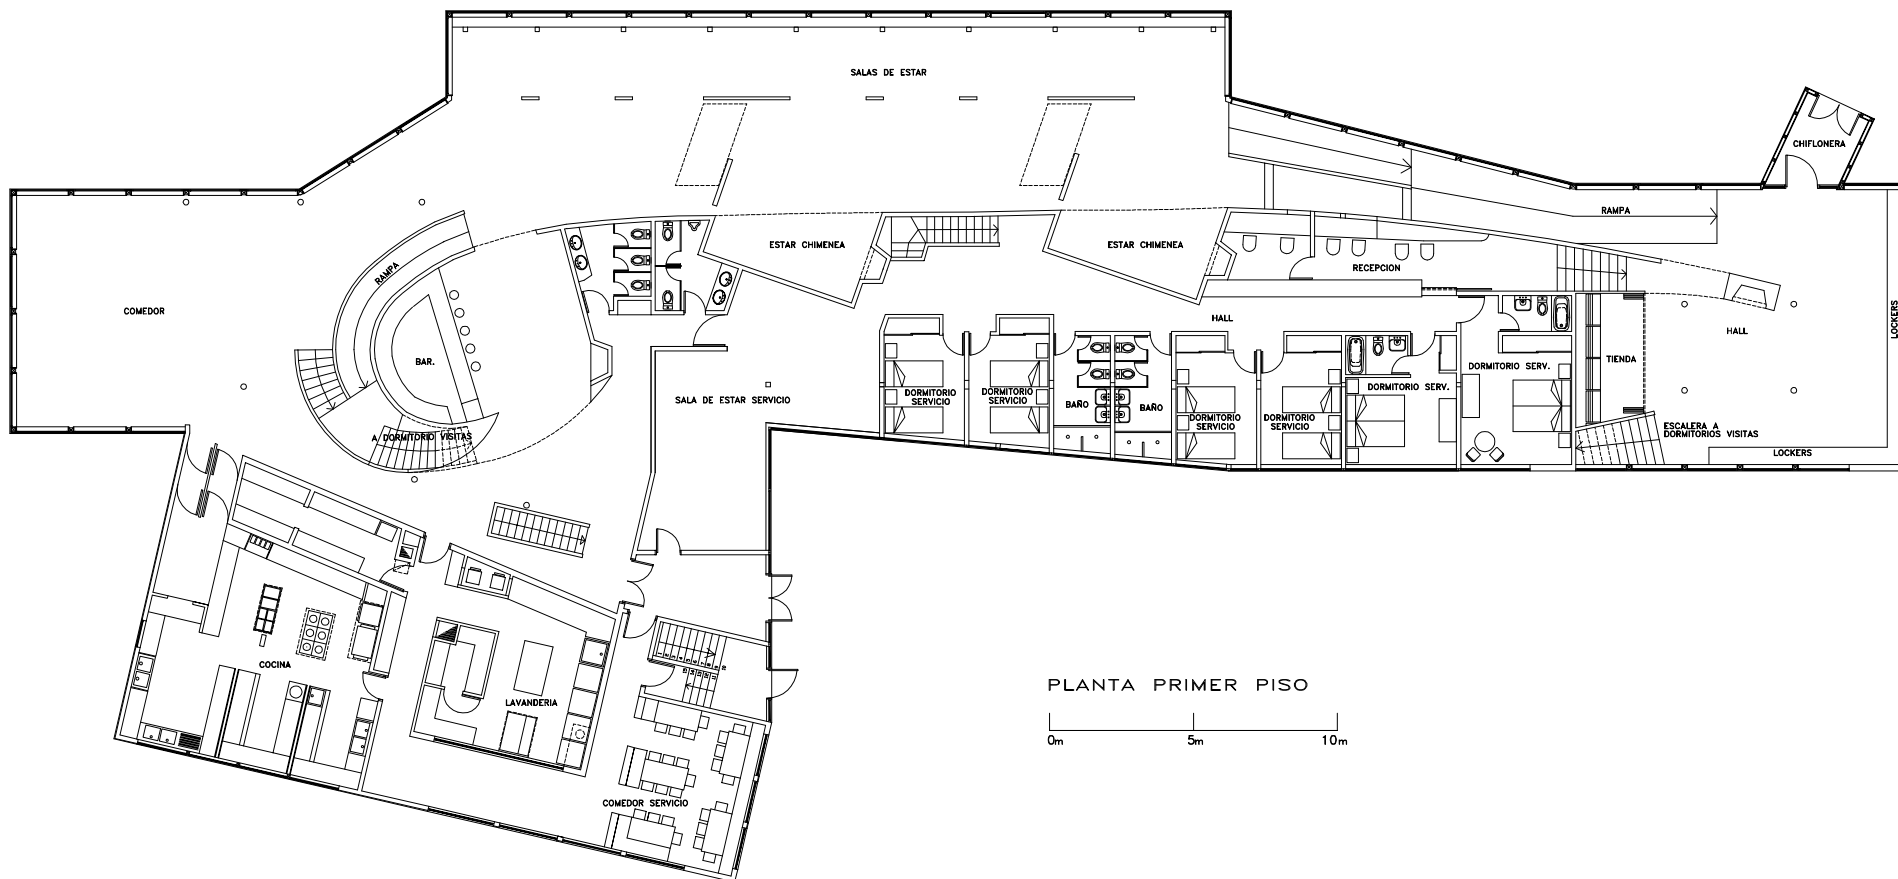 SALAS DE ESTAR
CHIFLONERA
RAMPA
ESTAR CHIMENEA
ESTAR CHIMENEA
RECEPCION
RAMPA
COMEDOR
HALL
HALL
LOCKERS
BAR.
TIENDA
DORMITORIO SERV.
DORMITORIO SERV.
SALA DE ESTAR SERVICIO
DORMITORIO
SERVICIO
DORMITORIO
SERVICIO
BAÑO
BAÑO
DORMITORIO
SERVICIO
DORMITORIO
SERVICIO
ESCALERA A
DORMITORIOS VISITAS
A DORMITORIO VISITAS
LOCKERS
COCINA
LAVANDERIA
COMEDOR SERVICIO
PLANTA PRIMER PISO
0m 5m 10m